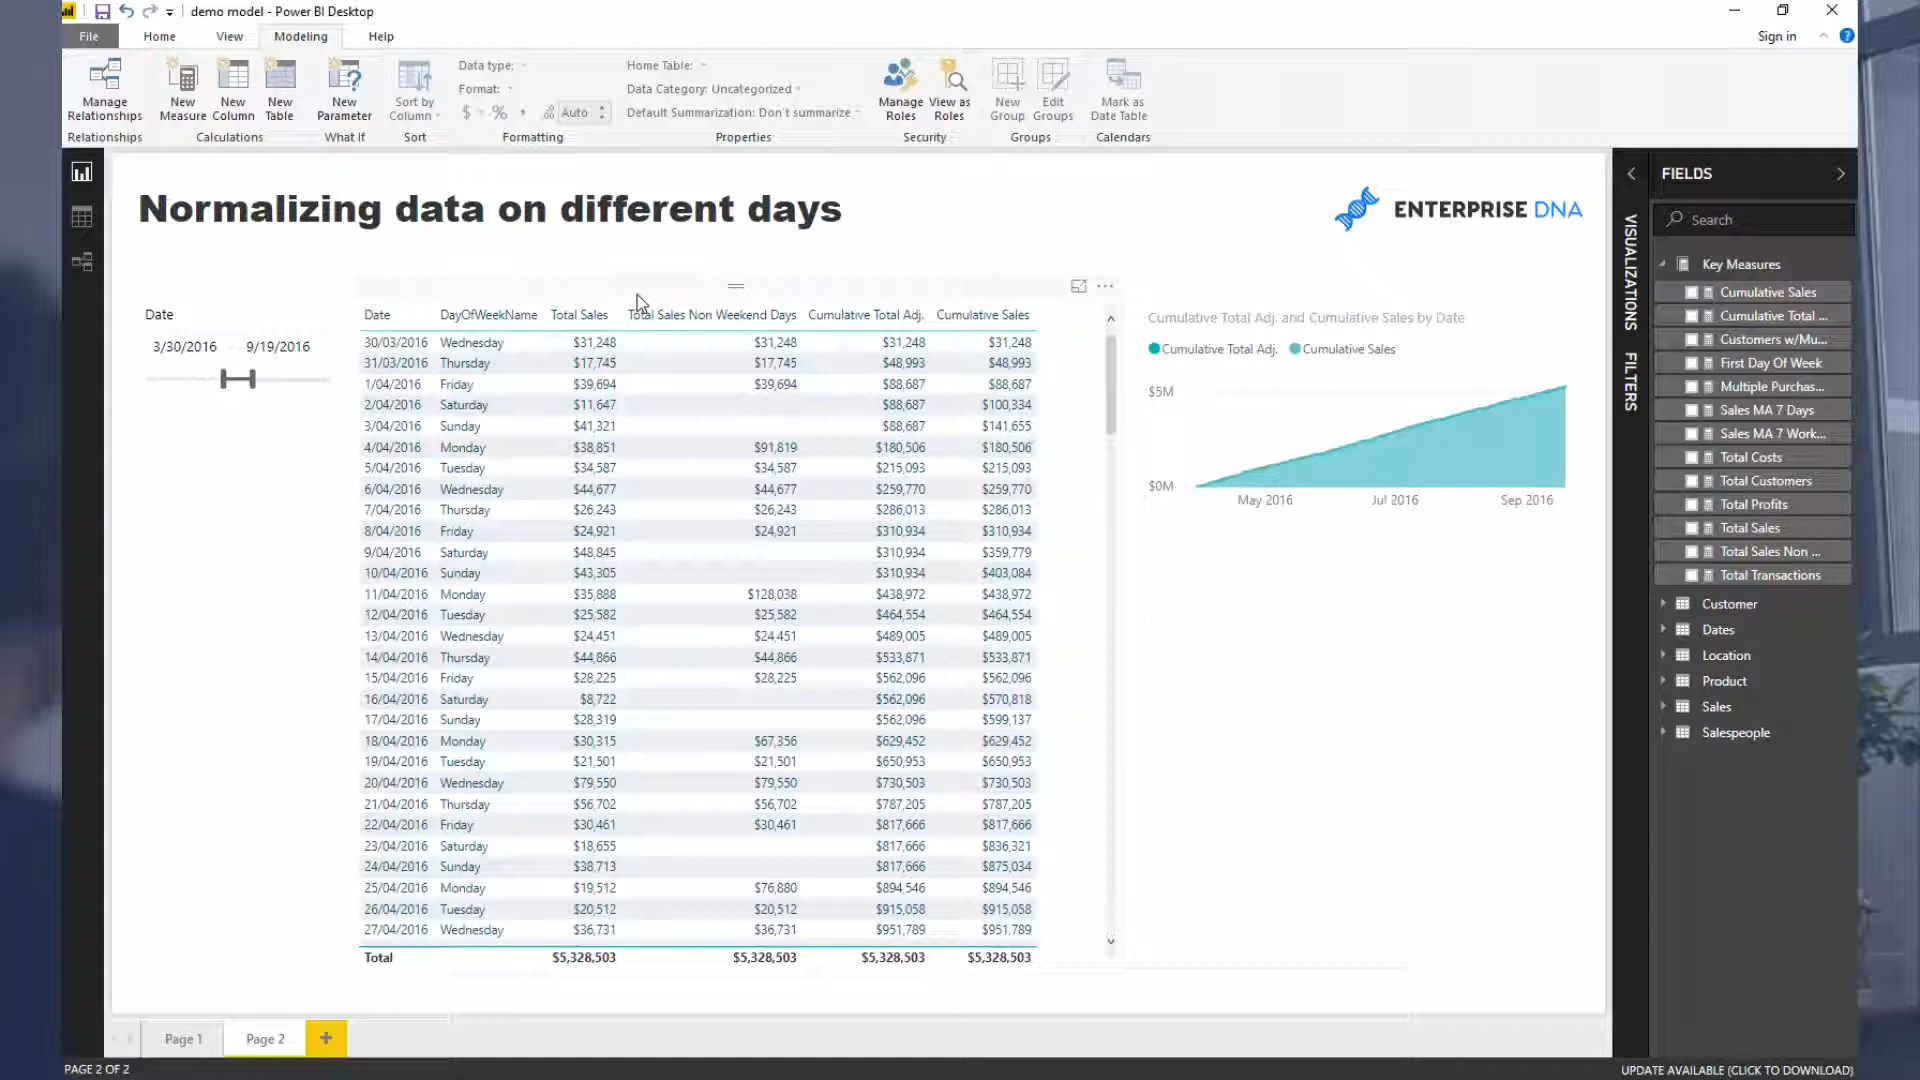 demo model - Power BI Desktop
File Home View Modeling Help Sign in
Manage Relationships
New Measure
New Column
New Table
New Parameter
Sort by Column
Data type:
Format:
$ % , Auto
Home Table:
Data Category: Uncategorized
Default Summarization: Don't summarize
Manage Roles
View as Roles
New Group
Edit Groups
Mark as Date Table
Relationships Calculations What If Sort Formatting Properties Security Groups Calendars
Normalizing data on different days
ENTERPRISE DNA
Date
3/30/2016 - 9/19/2016
Date DayOfWeekName Total Sales Total Sales Non Weekend Days Cumulative Total Adj. Cumulative Sales
30/03/2016 Wednesday $31,248 $31,248 $31,248 $31,248
31/03/2016 Thursday $17,745 $17,745 $48,993 $48,993
1/04/2016 Friday $39,694 $39,694 $88,687 $88,687
2/04/2016 Saturday $11,647 $88,687 $100,334
3/04/2016 Sunday $41,321 $88,687 $141,655
4/04/2016 Monday $38,851 $91,819 $180,506 $180,506
5/04/2016 Tuesday $34,587 $34,587 $215,093 $215,093
6/04/2016 Wednesday $44,677 $44,677 $259,770 $259,770
7/04/2016 Thursday $26,243 $26,243 $286,013 $286,013
8/04/2016 Friday $24,921 $24,921 $310,934 $310,934
9/04/2016 Saturday $48,845 $310,934 $359,779
10/04/2016 Sunday $43,305 $310,934 $403,084
11/04/2016 Monday $35,888 $128,038 $438,972 $438,972
12/04/2016 Tuesday $25,582 $25,582 $464,554 $464,554
13/04/2016 Wednesday $24,451 $24,451 $489,005 $489,005
14/04/2016 Thursday $44,866 $44,866 $533,871 $533,871
15/04/2016 Friday $28,225 $28,225 $562,096 $562,096
16/04/2016 Saturday $8,722 $562,096 $570,818
17/04/2016 Sunday $28,319 $562,096 $599,137
18/04/2016 Monday $30,315 $67,356 $629,452 $629,452
19/04/2016 Tuesday $21,501 $21,501 $650,953 $650,953
20/04/2016 Wednesday $79,550 $79,550 $730,503 $730,503
21/04/2016 Thursday $56,702 $56,702 $787,205 $787,205
22/04/2016 Friday $30,461 $30,461 $817,666 $817,666
23/04/2016 Saturday $18,655 $817,666 $836,321
24/04/2016 Sunday $38,713 $817,666 $875,034
25/04/2016 Monday $19,512 $76,880 $894,546 $894,546
26/04/2016 Tuesday $20,512 $20,512 $915,058 $915,058
27/04/2016 Wednesday $36,731 $36,731 $951,789 $951,789
Total $5,328,503 $5,328,503 $5,328,503 $5,328,503
Cumulative Total Adj. and Cumulative Sales by Date
Cumulative Total Adj. Cumulative Sales
$5M
$0M
May 2016 Jul 2016 Sep 2016
VISUALIZATIONS
FILTERS
FIELDS
Search
Key Measures
Cumulative Sales
Cumulative Total ...
Customers w/Mu...
First Day Of Week
Multiple Purchas...
Sales MA 7 Days
Sales MA 7 Work...
Total Costs
Total Customers
Total Profits
Total Sales
Total Sales Non ...
Total Transactions
Customer
Dates
Location
Product
Sales
Salespeople
Page 1 Page 2 +
PAGE 2 OF 2
UPDATE AVAILABLE (CLICK TO DOWNLOAD)